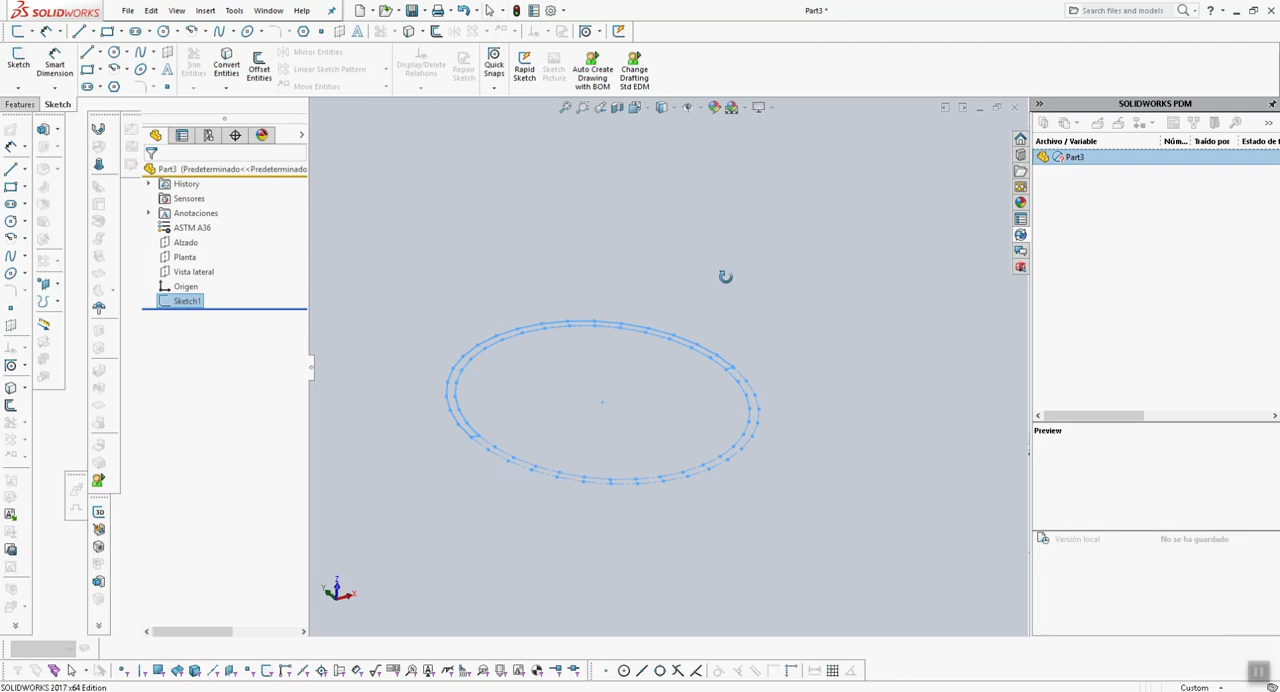 SOLIDWORKS
File Edit View Insert Tools Window Help
Part3 *
Search files and models
Sketch
Smart Dimension
Trim Entities
Convert Entities
Offset Entities
Mirror Entities
Linear Sketch Pattern
Move Entities
Display/Delete Relations
Repair Sketch
Quick Snaps
Rapid Sketch
Sketch Picture
Auto Create Drawing with BOM
Change Drafting Std EDM
Features Sketch
SOLIDWORKS PDM
Archivo / Variable Núm... Traído por Estado de f
Part3
Part3 (Predeterminado<<Predeterminado
History
Sensores
Anotaciones
ASTM A36
Alzado
Planta
Vista lateral
Origen
Sketch1
Preview
Versión local No se ha guardado
Z
Y
X
3D
SOLIDWORKS 2017 x64 Edition
Custom